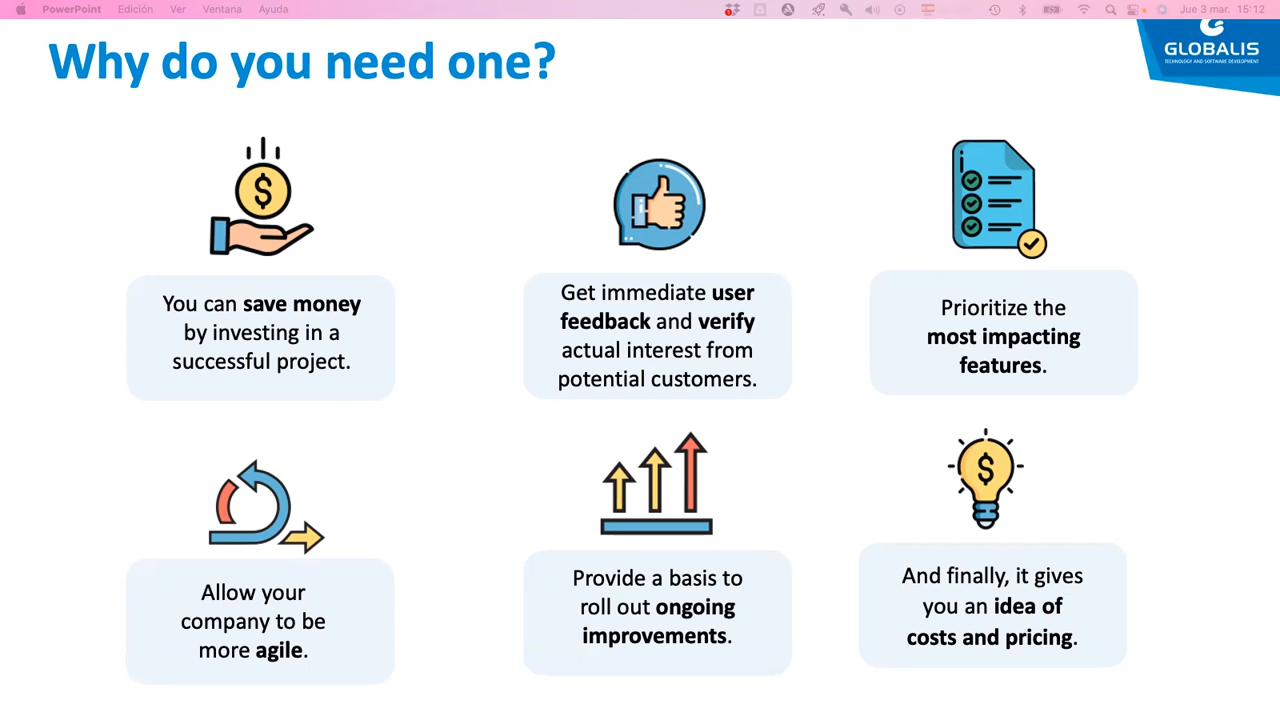 PowerPoint Edición Ver Ventana Ayuda Jue 3 mar. 15:12
Why do you need one?
GLOBALIS
TECHNOLOGY AND SOFTWARE DEVELOPMENT
You can save money
by investing in a
successful project.
Get immediate user
feedback and verify
actual interest from
potential customers.
Prioritize the
most impacting
features.
Allow your
company to be
more agile.
Provide a basis to
roll out ongoing
improvements.
And finally, it gives
you an idea of
costs and pricing.